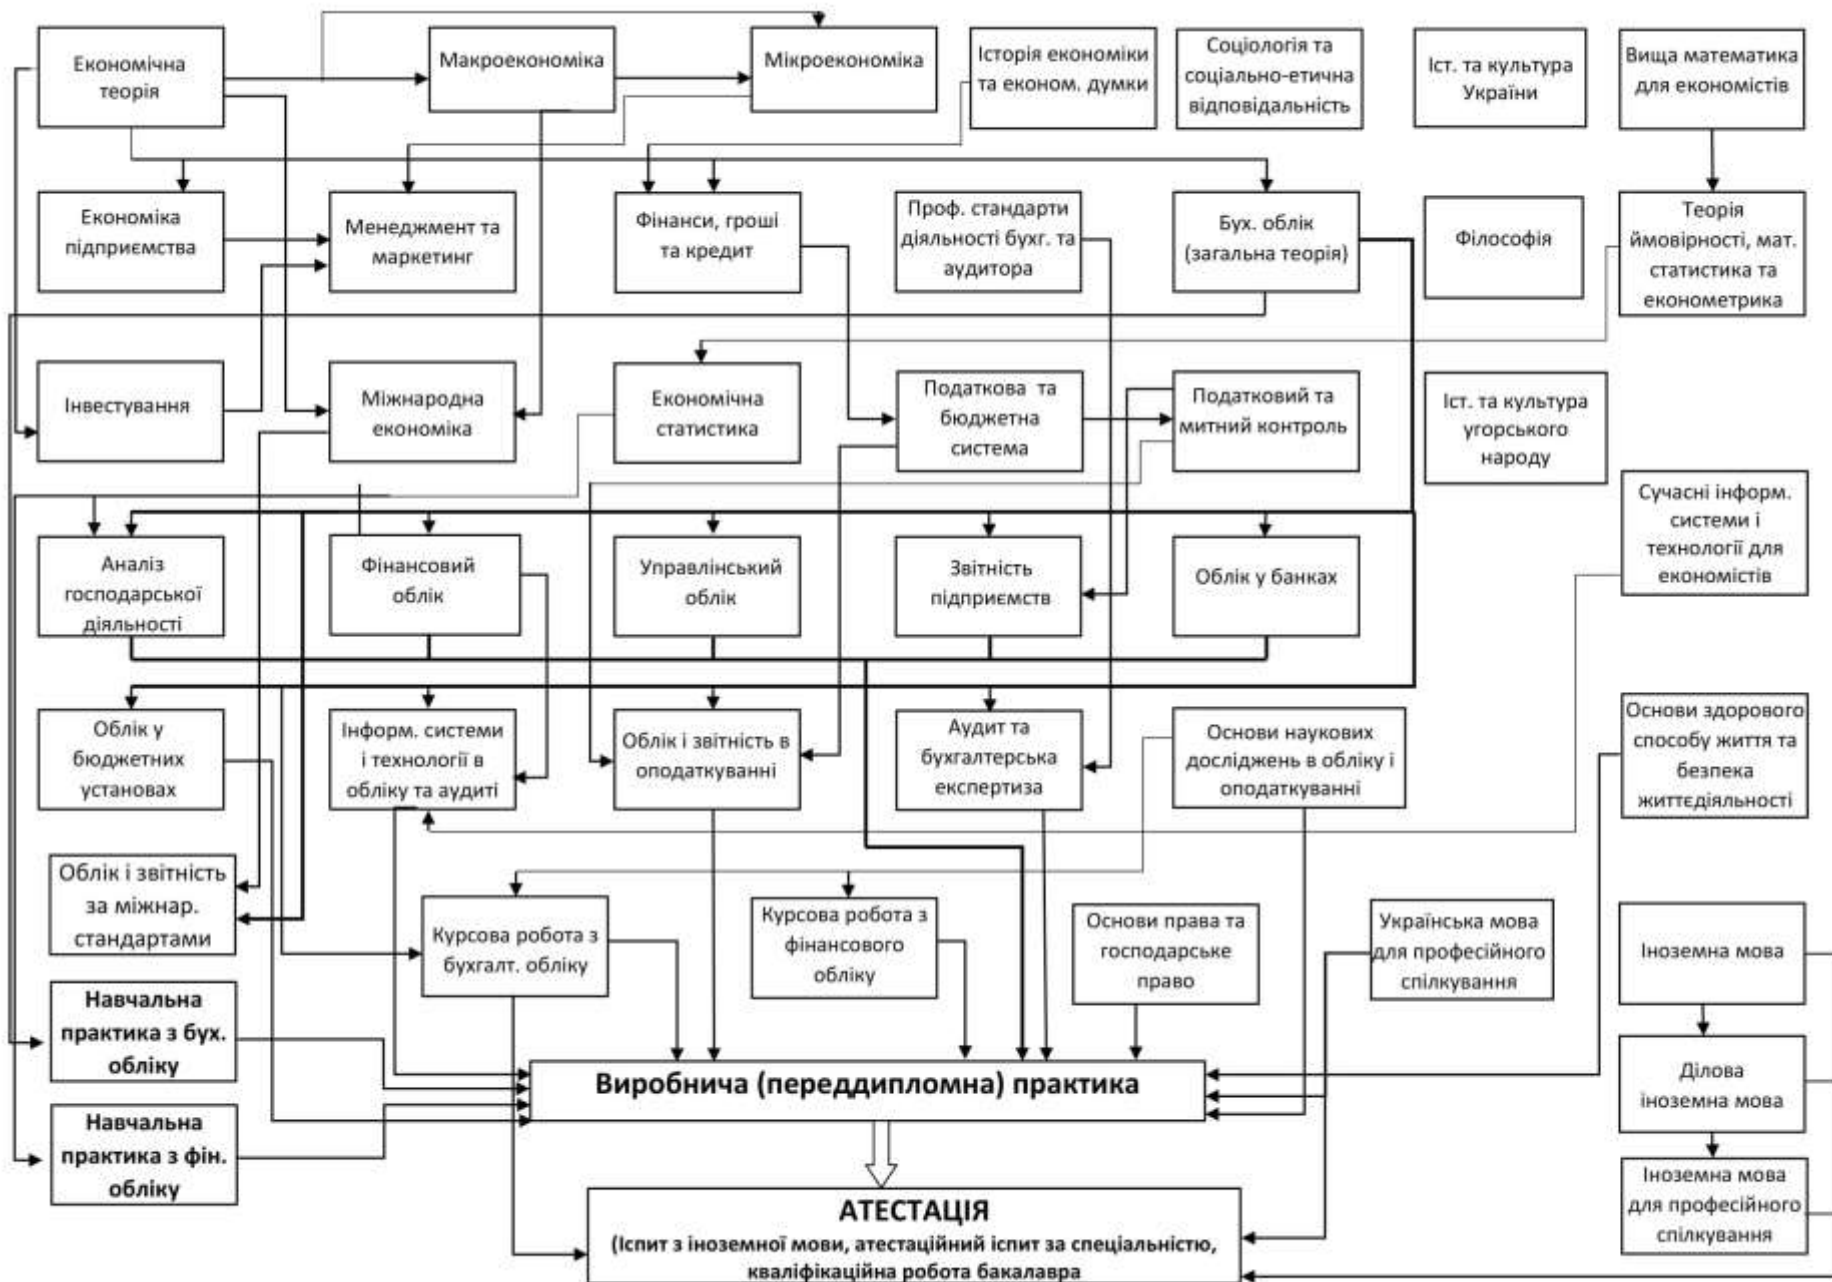 Економічна
теорія
Макроекономіка
Мікроекономіка
Історія економіки
та економ. думки
Соціологія та
соціально-етична
відповідальність
Іст. та культура
України
Вища математика
для економістів
Економіка
підприємства
Менеджмент та
маркетинг
Фінанси, гроші
та кредит
Проф. стандарти
діяльності бухг. та
аудитора
Бух. облік
(загальна теорія)
Філософія
Теорія
ймовірності, мат.
статистика та
економетрика
Інвестування
Міжнародна
економіка
Економічна
статистика
Податкова та
бюджетна
система
Податковий та
митний контроль
Іст. та культура
угорського
народу
Сучасні інформ.
системи і
технології для
економістів
Аналіз
господарської
діяльності
Фінансовий
облік
Управлінський
облік
Звітність
підприємств
Облік у банках
Облік у
бюджетних
установах
Інформ. системи
і технології в
обліку та аудиті
Облік і звітність в
оподаткуванні
Аудит та
бухгалтерська
експертиза
Основи наукових
досліджень в обліку і
оподаткуванні
Основи здорового
способу життя та
безпека
життєдіяльності
Облік і звітність
за міжнар.
стандартами
Курсова робота з
бухгалт. обліку
Курсова робота з
фінансового
обліку
Основи права та
господарське
право
Українська мова
для професійного
спілкування
Іноземна мова
Навчальна
практика з бух.
обліку
Виробнича (переддипломна) практика
Ділова
іноземна мова
Навчальна
практика з фін.
обліку
Іноземна мова
для професійного
спілкування
АТЕСТАЦІЯ
(Іспит з іноземної мови, атестаційний іспит за спеціальністю,
кваліфікаційна робота бакалавра